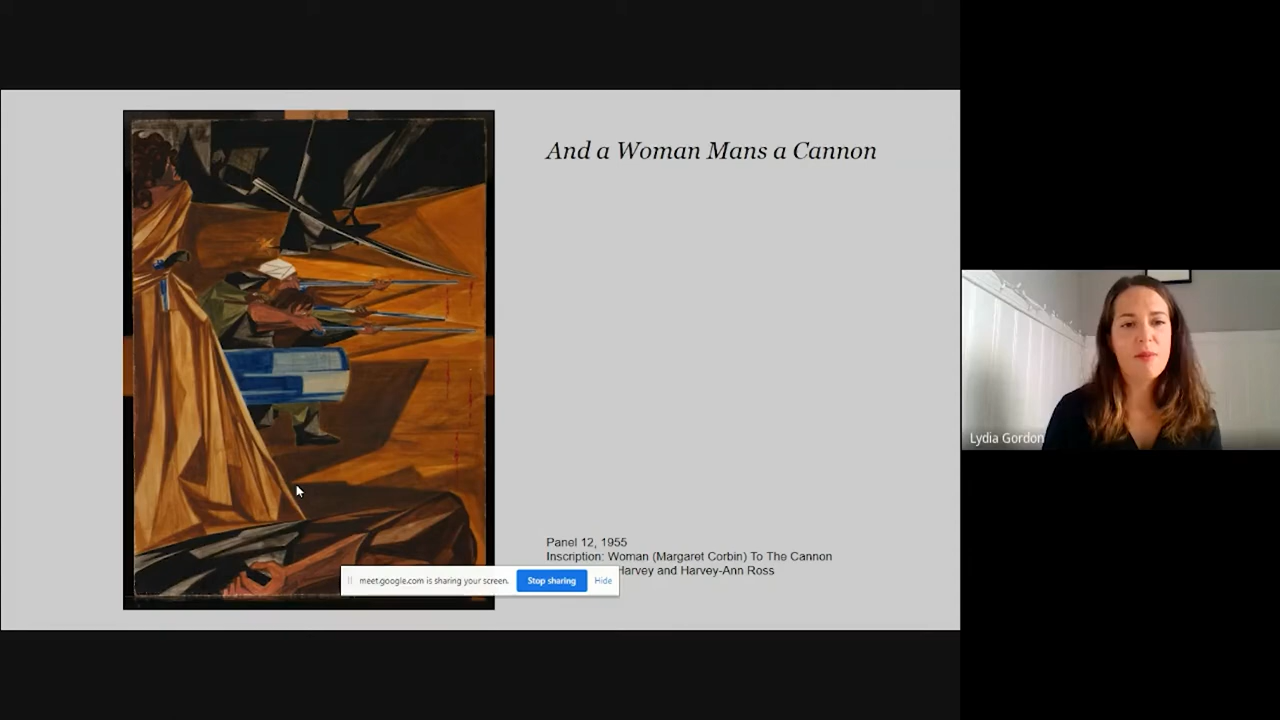 And a Woman Mans a Cannon
Panel 12, 1955
Inscription: Woman (Margaret Corbin) To The Cannon
Harvey and Harvey-Ann Ross
meet.google.com is sharing your screen.
Stop sharing
Hide
Lydia Gordon